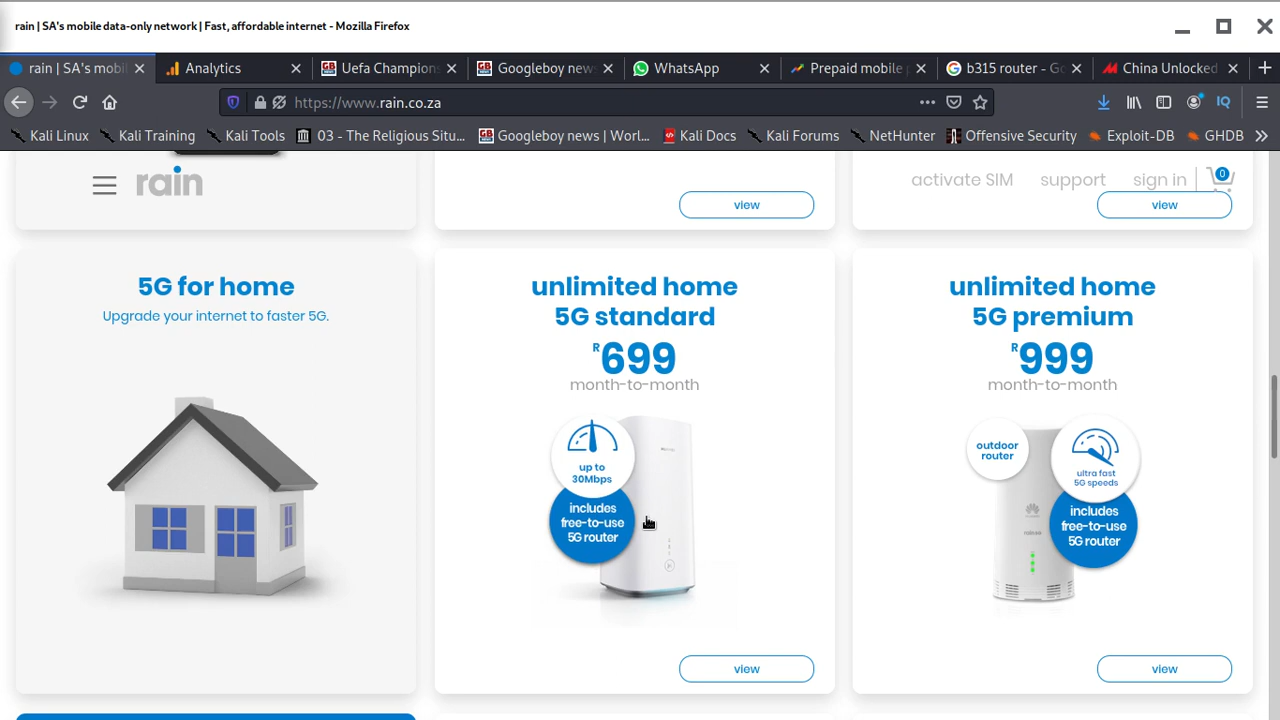 rain | SA's mobile data-only network | Fast, affordable internet - Mozilla Firefox
rain | SA's mobil
Analytics
Uefa Champion
Googleboy new
WhatsApp
Prepaid mobile
b315 router - Go
China Unlocked
https://www.rain.co.za
IQ
Kali Linux
Kali Training
Kali Tools
03 - The Religious Situ...
Googleboy news | Worl...
Kali Docs
Kali Forums
NetHunter
Offensive Security
Exploit-DB
GHDB
rain
activate SIM
support
sign in
0
view
view
5G for home
Upgrade your internet to faster 5G.
unlimited home
5G standard
R699
month-to-month
up to
30Mbps
includes
free-to-use
5G router
view
unlimited home
5G premium
R999
month-to-month
outdoor
router
ultra fast
5G speeds
includes
free-to-use
5G router
view